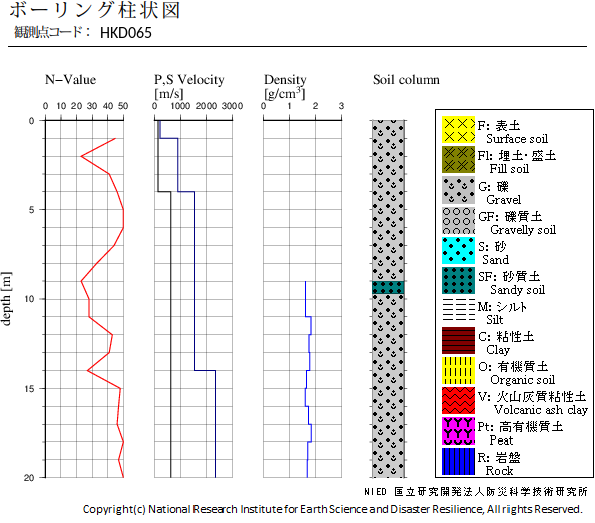 ボーリング柱状図
観測点コード： HKD065
N−Value
P,S Velocity
[m/s]
Density
[g/cm³]
Soil column
0 10 20 30 40 50
0 1000 2000 3000
0 1 2 3
depth [m]
0
5
10
15
20
F: 表土
Surface soil
Fl: 埋土・盛土
Fill soil
G: 礫
Gravel
GF: 礫質土
Gravelly soil
S: 砂
Sand
SF: 砂質土
Sandy soil
M: シルト
Silt
C: 粘性土
Clay
O: 有機質土
Organic soil
V: 火山灰質粘性土
Volcanic ash clay
Pt: 高有機質土
Peat
R: 岩盤
Rock
NIED 国立研究開発法人防災科学技術研究所
Copyright(c) National Research Institute for Earth Science and Disaster Resilience, All rights Reserved.